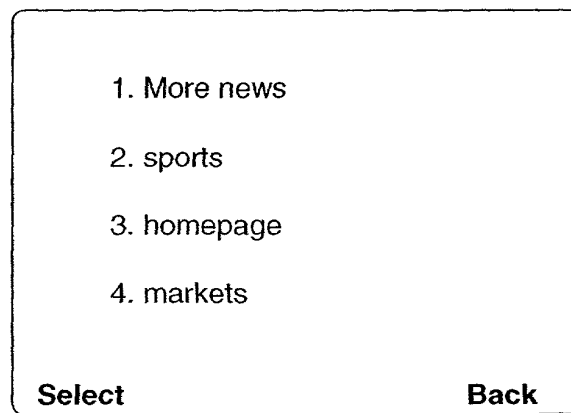 1. More news
2. sports
3. homepage
4. markets
Select Back